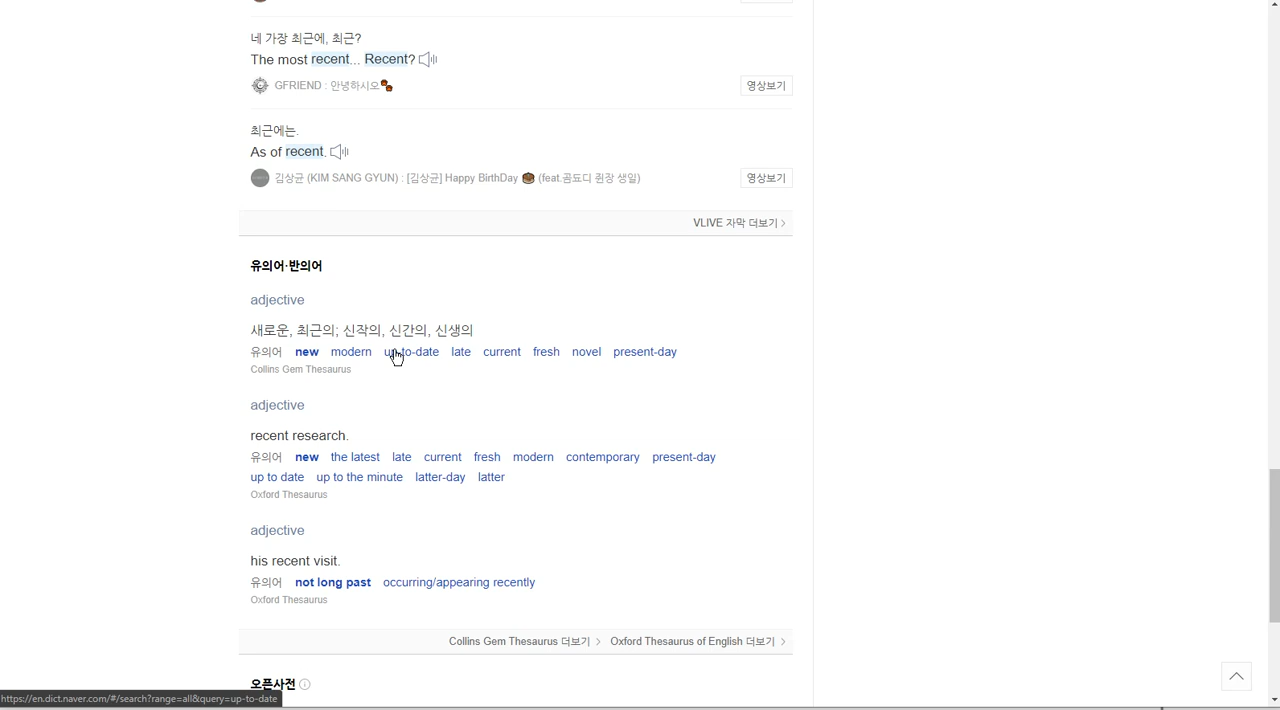 영상보기
네 가장 최근에, 최근?
The most recent... Recent?
GFRIEND : 안녕하시오
영상보기
최근에는.
As of recent.
김상균 (KIM SANG GYUN) : [김상균] Happy BirthDay (feat.곰뚜디 쥔장 생일)
영상보기
VLIVE 자막 더보기 >
유의어·반의어
adjective
새로운, 최근의; 신작의, 신간의, 신생의
유의어 new modern up-to-date late current fresh novel present-day
Collins Gem Thesaurus
adjective
recent research.
유의어 new the latest late current fresh modern contemporary present-day
up to date up to the minute latter-day latter
Oxford Thesaurus
adjective
his recent visit.
유의어 not long past occurring/appearing recently
Oxford Thesaurus
Collins Gem Thesaurus 더보기 > Oxford Thesaurus of English 더보기 >
오픈사전
https://en.dict.naver.com/#/search?range=all&query=up-to-date